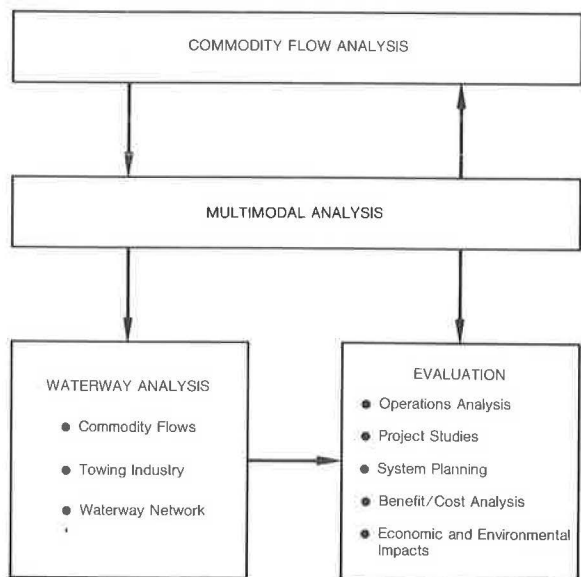 COMMODITY FLOW ANALYSIS
MULTIMODAL ANALYSIS
WATERWAY ANALYSIS
● Commodity Flows
● Towing Industry
● Waterway Network
EVALUATION
● Operations Analysis
● Project Studies
● System Planning
● Benefit/Cost Analysis
● Economic and Environmental
Impacts